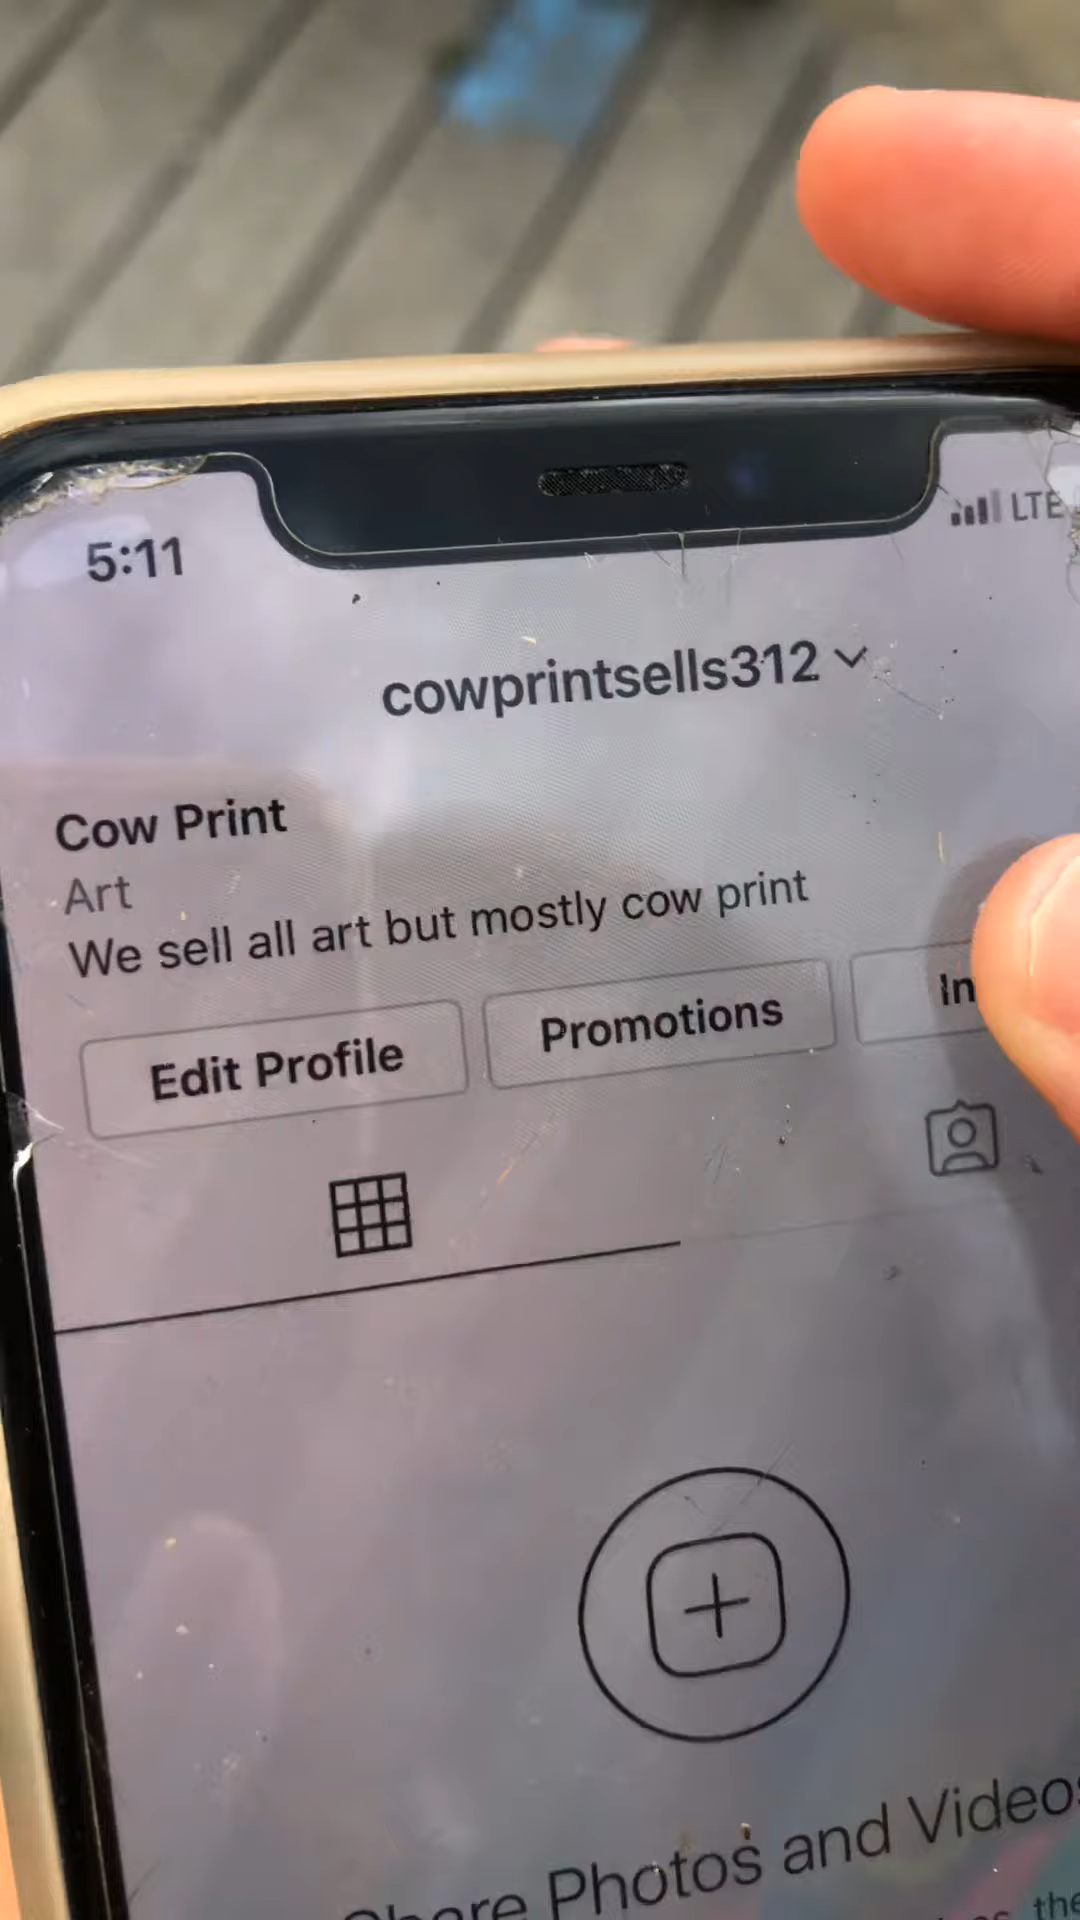 5:11
LTE
cowprintsells312
Cow Print
Art
We sell all art but mostly cow print
Edit Profile
Promotions
Share Photos and Videos